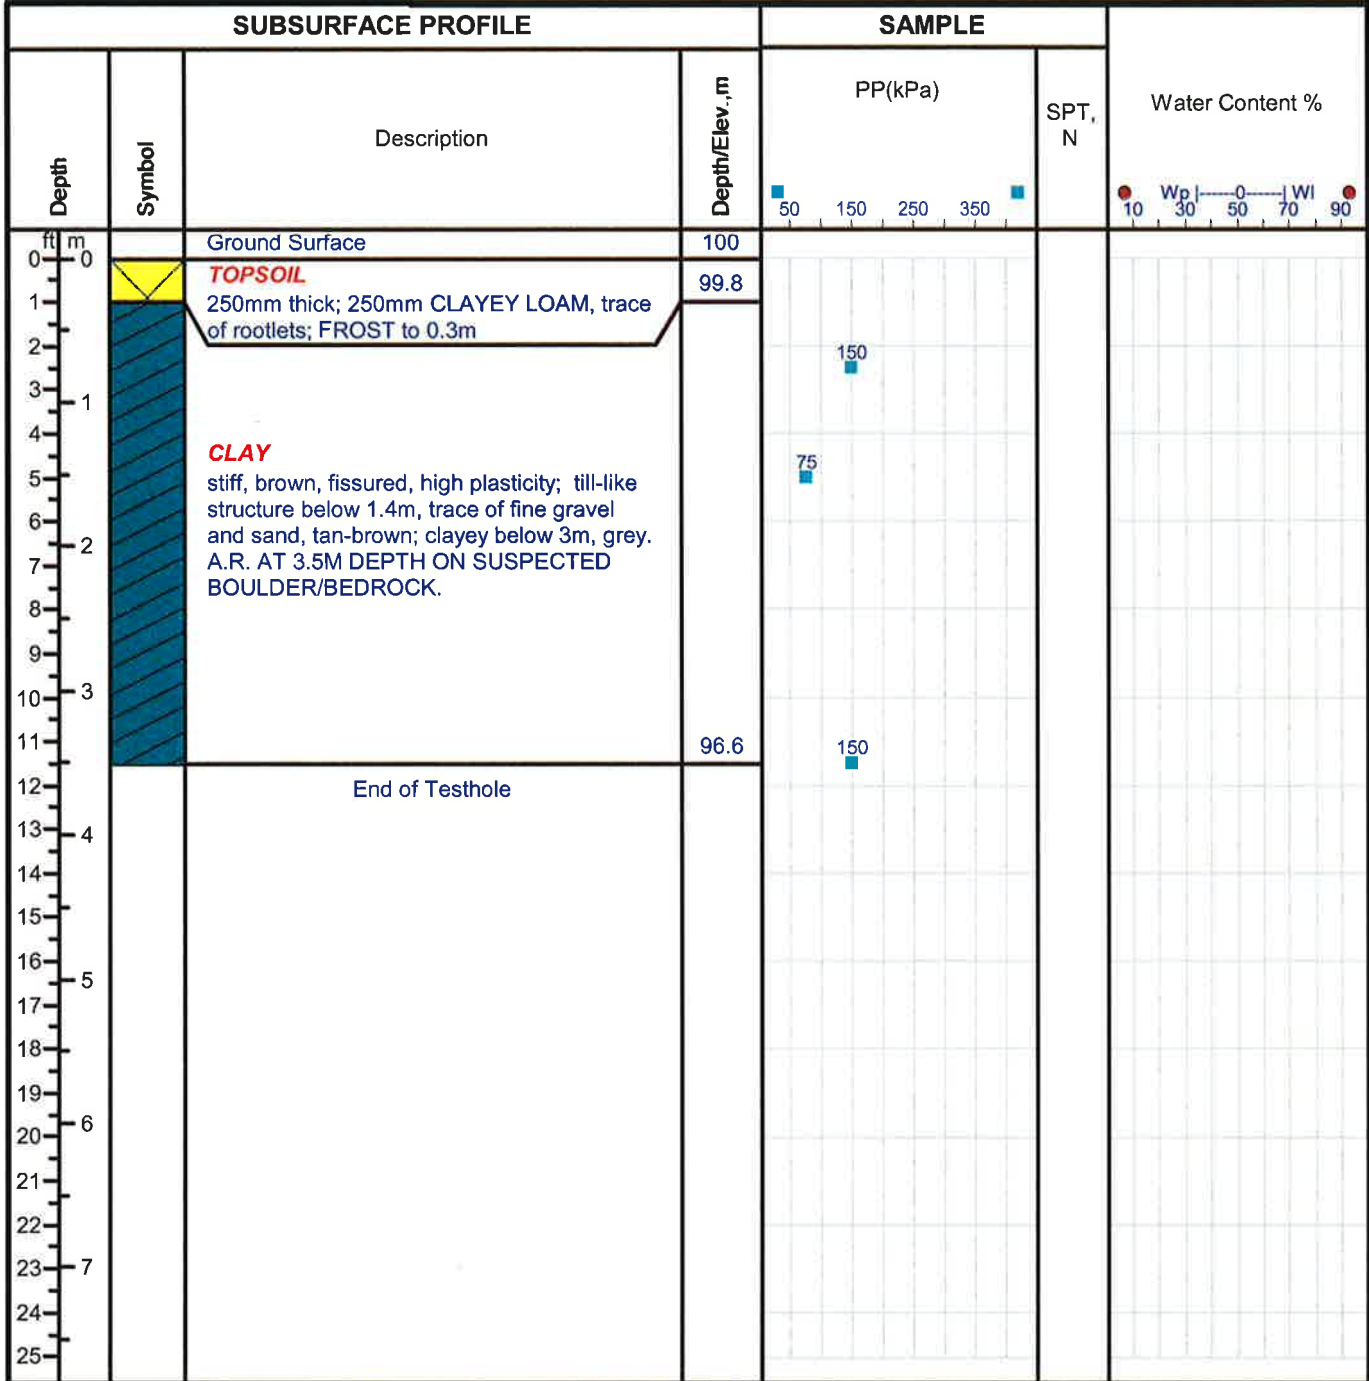 SUBSURFACE PROFILE
SAMPLE
Depth
Symbol
Description
Depth/Elev.,m
PP(kPa)
50 150 250 350
SPT,
N
Water Content %
Wp |-----0-----| Wl
10 30 50 70 90
ft m
Ground Surface
100
0 0
TOPSOIL
250mm thick; 250mm CLAYEY LOAM, trace
of rootlets; FROST to 0.3m
99.8
1
2
150
3
1
4
CLAY
stiff, brown, fissured, high plasticity; till-like
structure below 1.4m, trace of fine gravel
and sand, tan-brown; clayey below 3m, grey.
A.R. AT 3.5M DEPTH ON SUSPECTED
BOULDER/BEDROCK.
75
5
6
2
7
8
9
3
10
11
96.6
150
12
End of Testhole
13
4
14
15
16
5
17
18
19
6
20
21
22
23
7
24
25